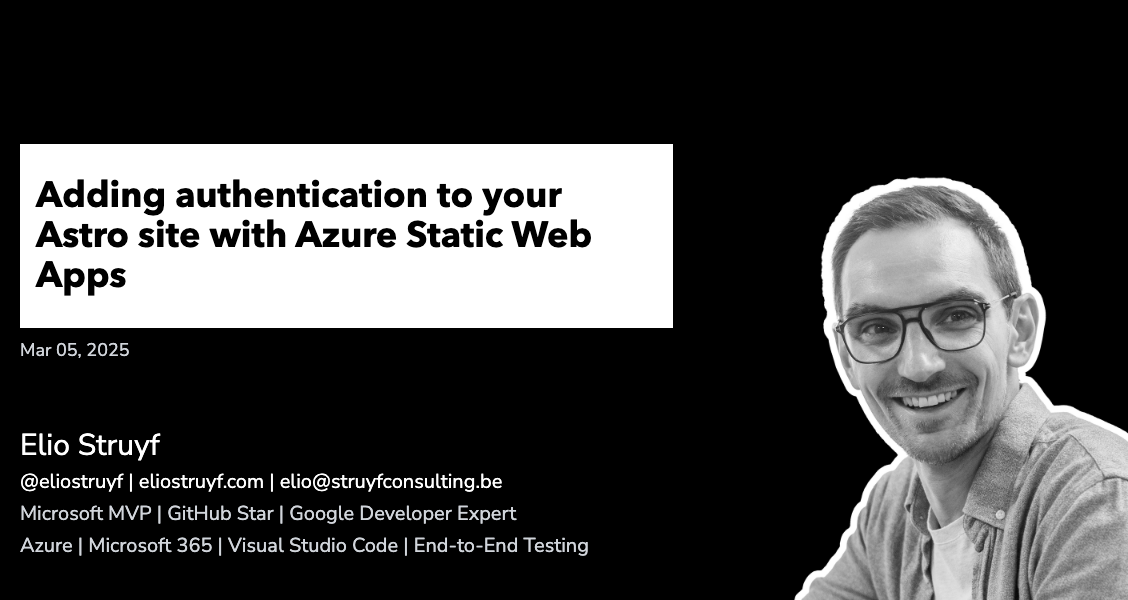 Adding authentication to your
Astro site with Azure Static Web
Apps
Mar 05, 2025
Elio Struyf
@eliostruyf | eliostruyf.com | elio@struyfconsulting.be
Microsoft MVP | GitHub Star | Google Developer Expert
Azure | Microsoft 365 | Visual Studio Code | End-to-End Testing